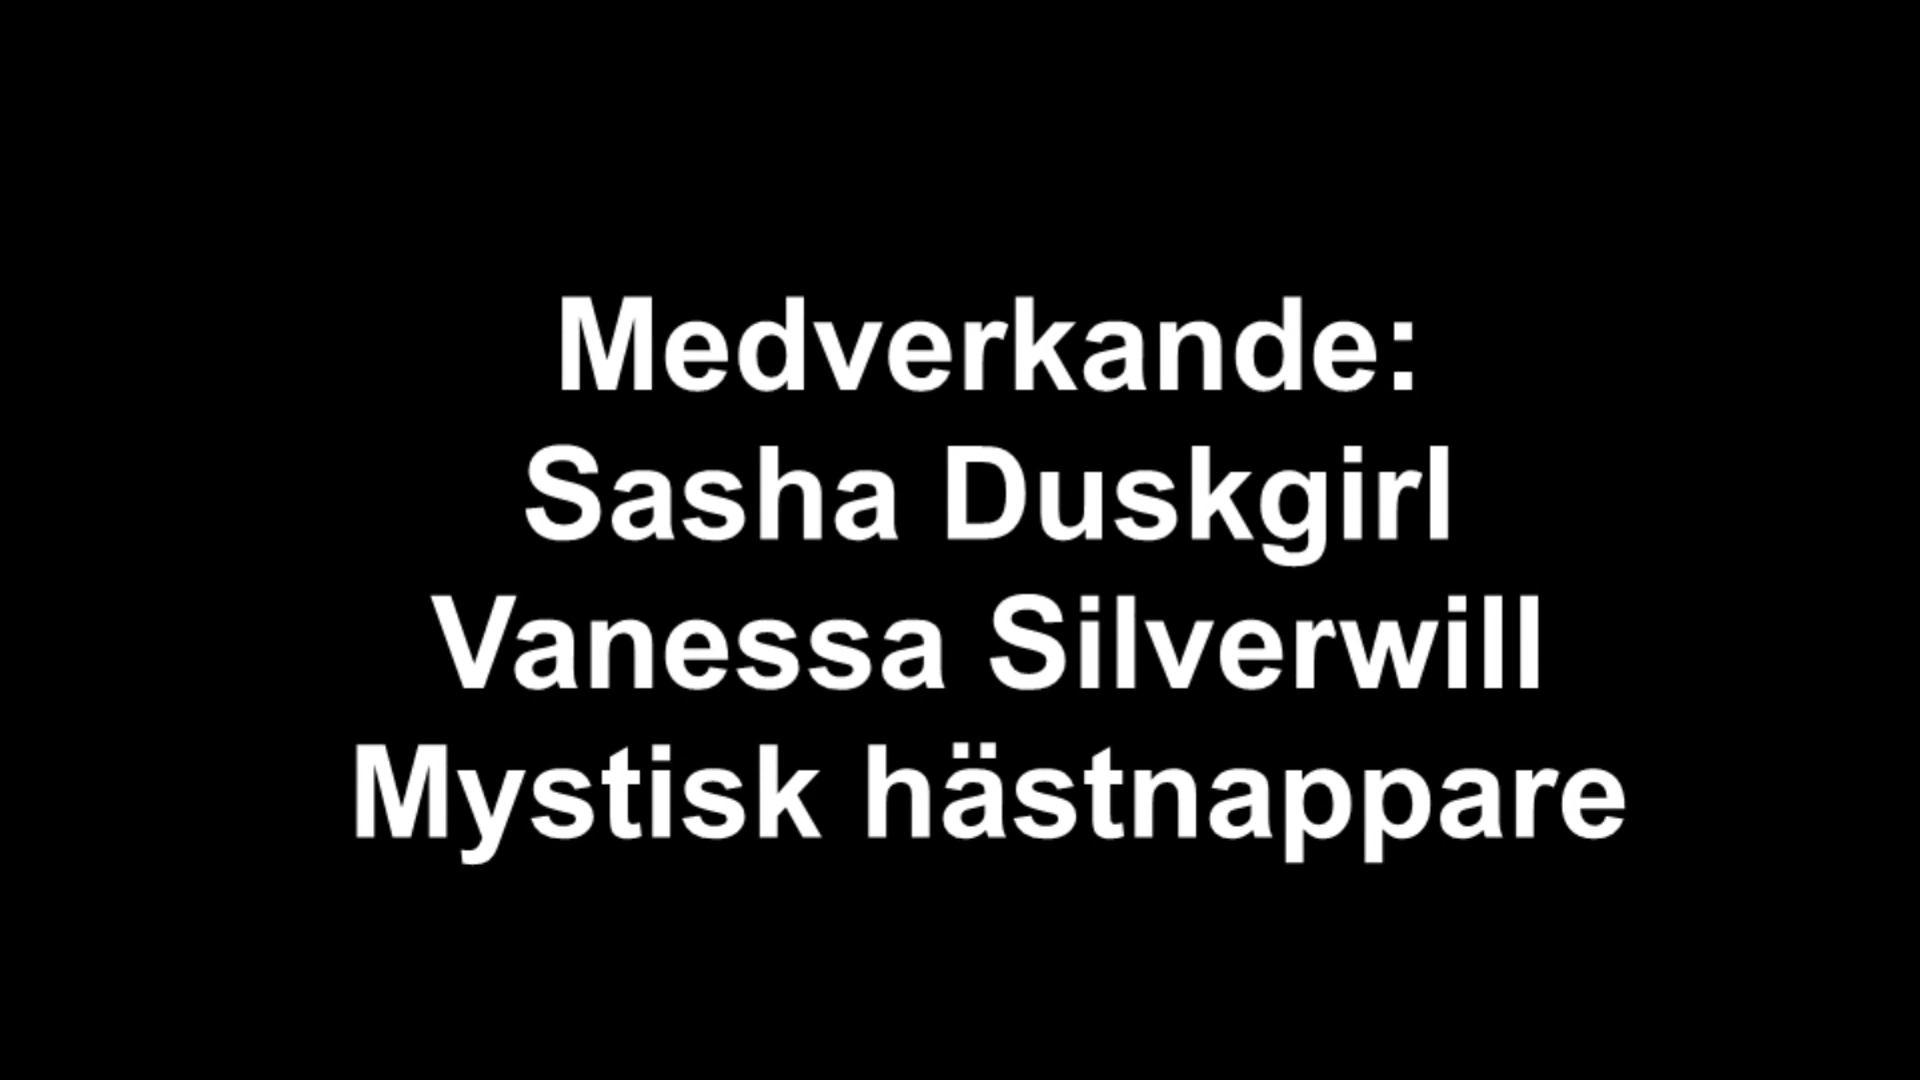 Medverkande:
Sasha Duskgirl
Vanessa Silverwill
Mystisk hästnappare